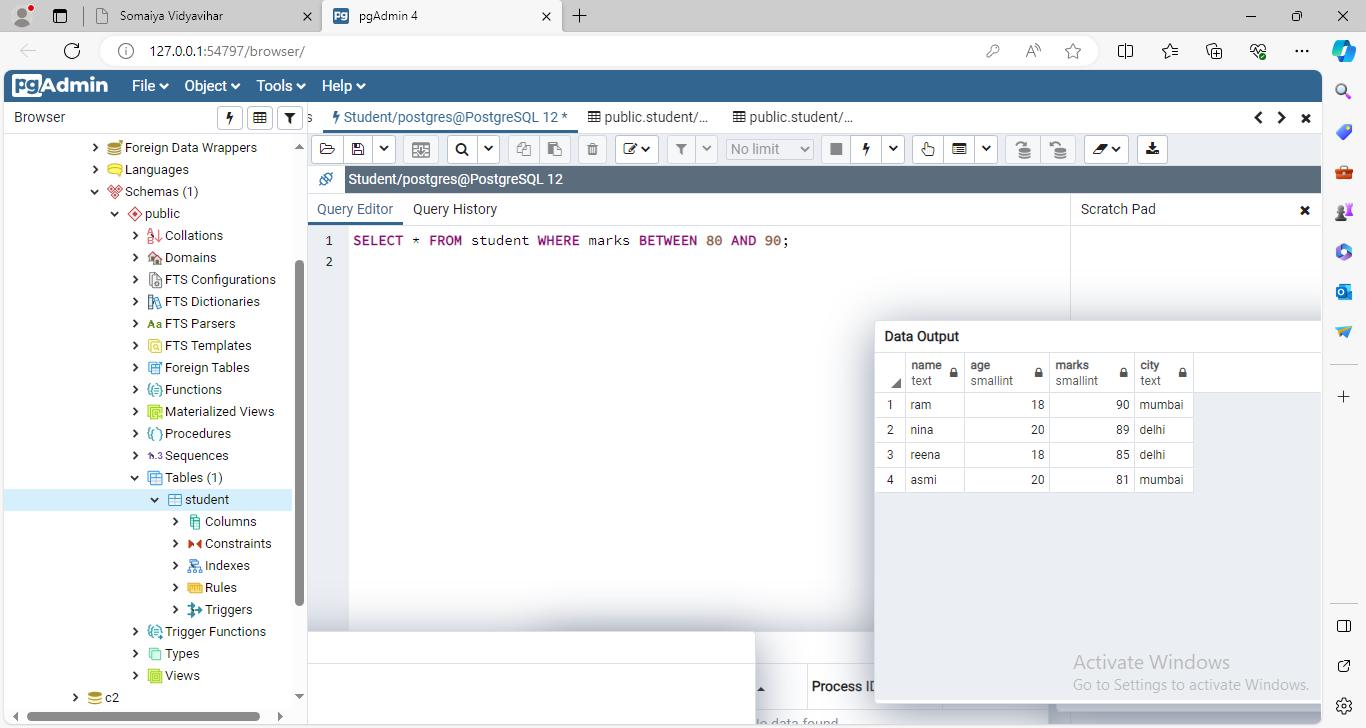 Somaiya Vidyavihar
pgAdmin 4
127.0.0.1:54797/browser/
pgAdmin File Object Tools Help
Browser
s Student/postgres@PostgreSQL 12 * public.student/... public.student/...
No limit
Student/postgres@PostgreSQL 12
Query Editor Query History
Scratch Pad
Foreign Data Wrappers
Languages
Schemas (1)
public
Collations
Domains
FTS Configurations
FTS Dictionaries
Aa FTS Parsers
FTS Templates
Foreign Tables
Functions
Materialized Views
Procedures
1..3 Sequences
Tables (1)
student
Columns
Constraints
Indexes
Rules
Triggers
Trigger Functions
Types
Views
c2
1 SELECT * FROM student WHERE marks BETWEEN 80 AND 90;
2
Data Output
name age marks city
text smallint smallint text
1 ram 18 90 mumbai
2 nina 20 89 delhi
3 reena 18 85 delhi
4 asmi 20 81 mumbai
Process ID
data found
Activate Windows
Go to Settings to activate Windows.